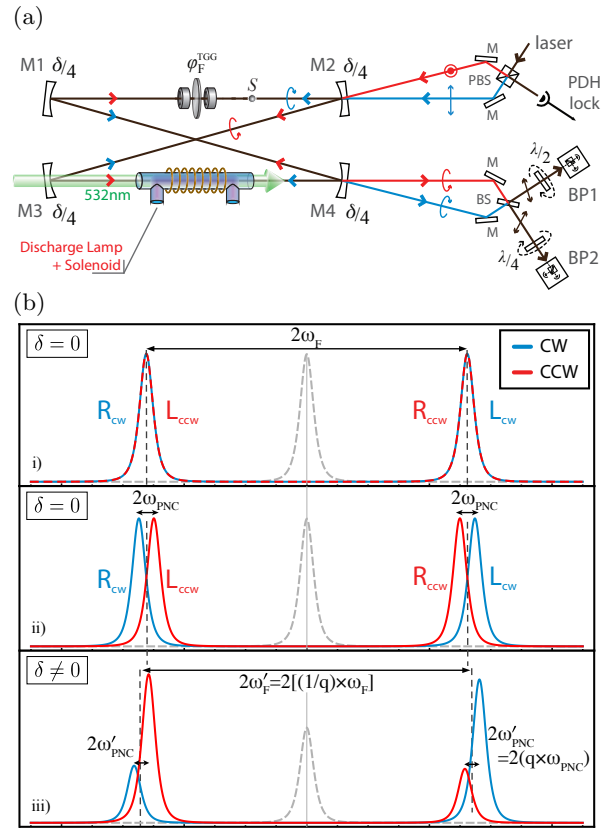 (a)
M1 δ/4
φ_F^TGG
S
M2
δ/4
M
PBS
M
laser
PDH
lock
M3
δ/4
532nm
M4
δ/4
M
BS
M
λ/2
BP1
λ/4
BP2
Discharge Lamp
+ Solenoid
(b)
δ = 0
2ω_F
CW
CCW
R_cw L_ccw
R_ccw L_cw
i)
δ = 0
2ω_PNC
2ω_PNC
R_cw L_ccw
R_ccw L_cw
ii)
δ ≠ 0
2ω′_F=2[(1/q)×ω_F]
2ω′_PNC
2ω′_PNC
=2(q×ω_PNC)
iii)